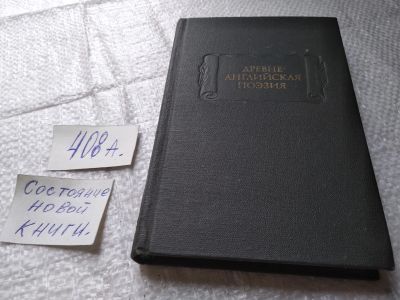 ДРЕВНЕ-
АНГЛИЙСКАЯ
ПОЭЗИЯ
408 А.
Состояние
новой
книги.